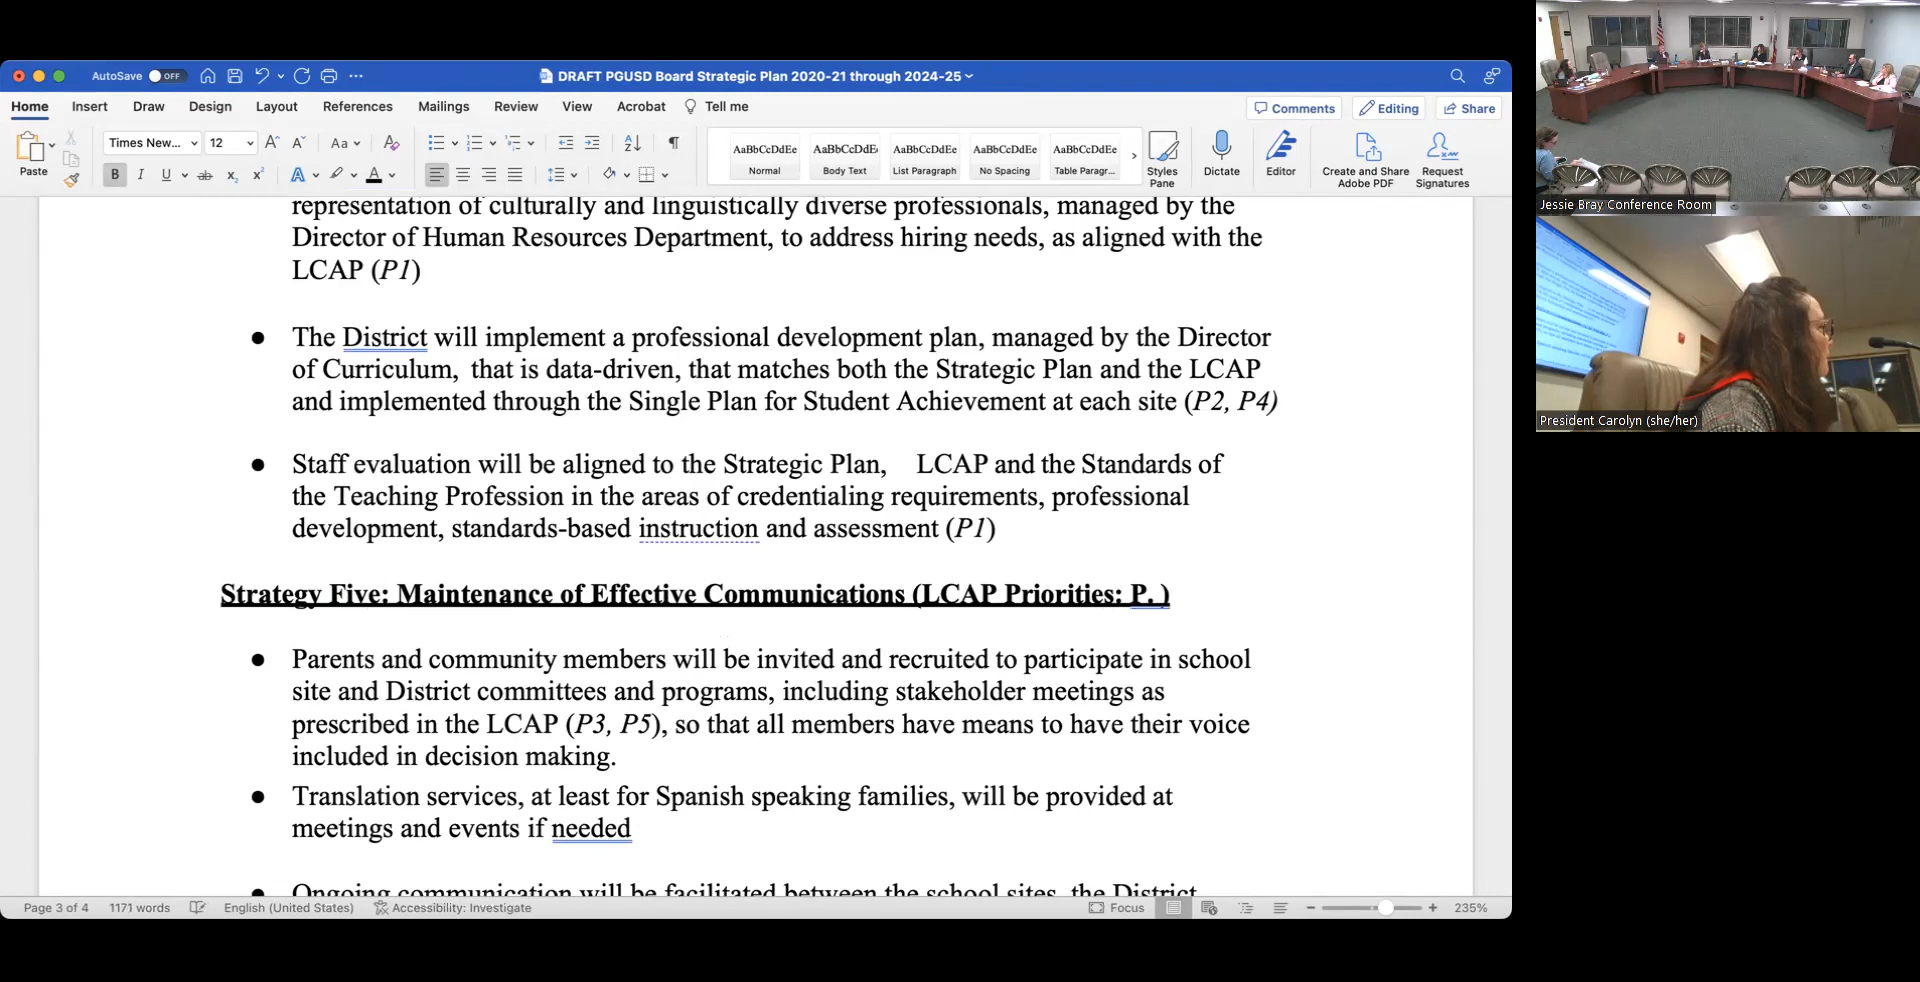 AutoSave OFF
DRAFT PGUSD Board Strategic Plan 2020-21 through 2024-25
Home Insert Draw Design Layout References Mailings Review View Acrobat Tell me
Comments Editing Share
Paste
Times New... 12
AaBbCcDdEe Normal
AaBbCcDdE Body Text
AaBbCcDdEe List Paragraph
AaBbCcDdEe No Spacing
AaBbCcDdEe Table Paragr...
Styles Pane
Dictate
Editor
Create and Share Adobe PDF
Request Signatures
representation of culturally and linguistically diverse professionals, managed by the
Director of Human Resources Department, to address hiring needs, as aligned with the
LCAP (P1)
● The District will implement a professional development plan, managed by the Director
of Curriculum, that is data-driven, that matches both the Strategic Plan and the LCAP
and implemented through the Single Plan for Student Achievement at each site (P2, P4)
● Staff evaluation will be aligned to the Strategic Plan, LCAP and the Standards of
the Teaching Profession in the areas of credentialing requirements, professional
development, standards-based instruction and assessment (P1)
Strategy Five: Maintenance of Effective Communications (LCAP Priorities: P. )
● Parents and community members will be invited and recruited to participate in school
site and District committees and programs, including stakeholder meetings as
prescribed in the LCAP (P3, P5), so that all members have means to have their voice
included in decision making.
● Translation services, at least for Spanish speaking families, will be provided at
meetings and events if needed
● Ongoing communication will be facilitated between the school sites, the District
Page 3 of 4 1171 words English (United States) Accessibility: Investigate
Focus 235%
Jessie Bray Conference Room
President Carolyn (she/her)